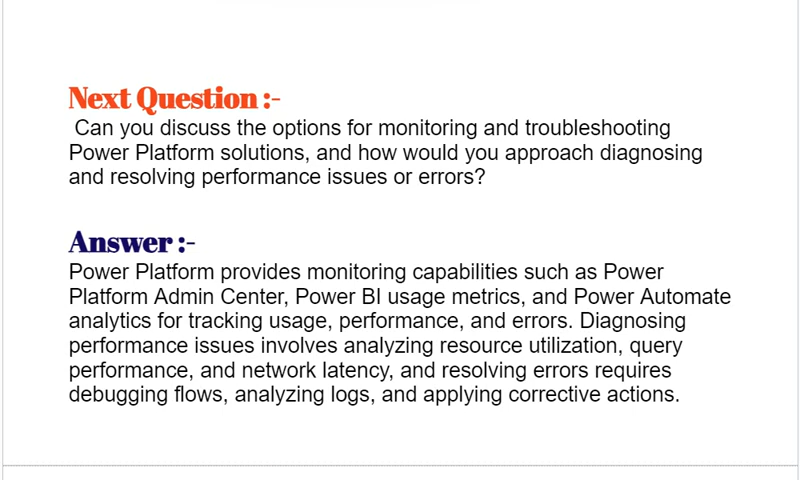 Next Question :-
Can you discuss the options for monitoring and troubleshooting
Power Platform solutions, and how would you approach diagnosing
and resolving performance issues or errors?
Answer :-
Power Platform provides monitoring capabilities such as Power
Platform Admin Center, Power BI usage metrics, and Power Automate
analytics for tracking usage, performance, and errors. Diagnosing
performance issues involves analyzing resource utilization, query
performance, and network latency, and resolving errors requires
debugging flows, analyzing logs, and applying corrective actions.